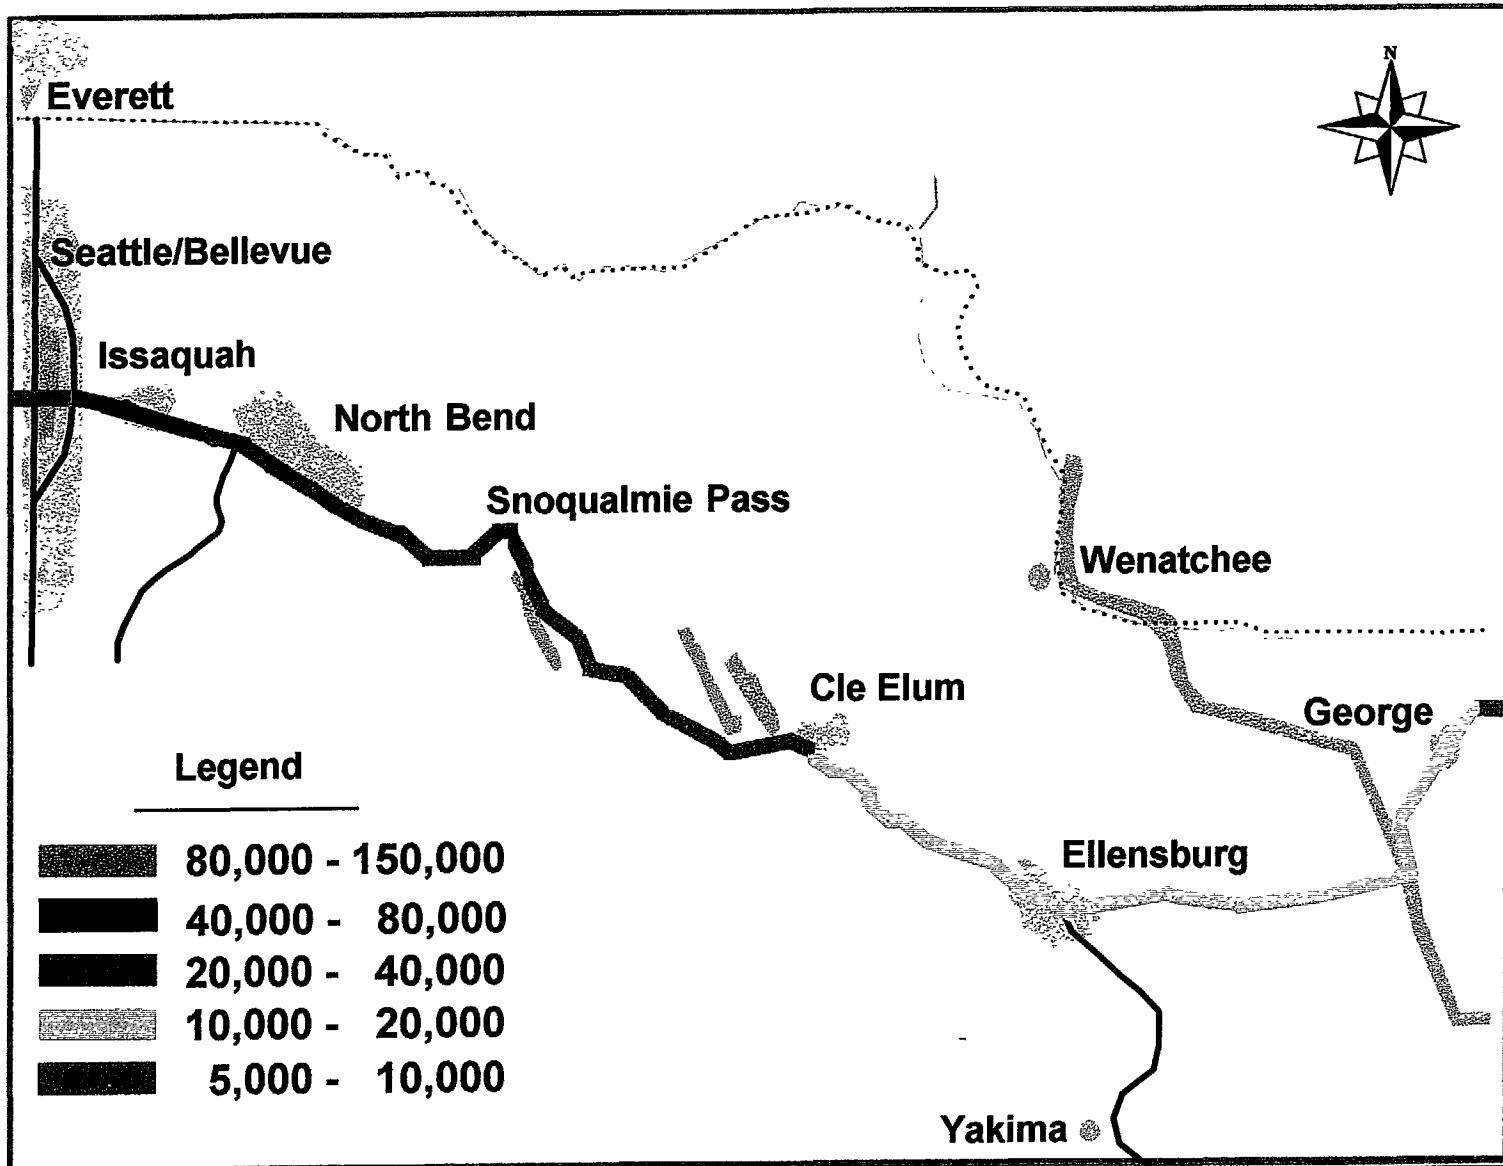 N
Everett
Seattle/Bellevue
Issaquah
North Bend
Snoqualmie Pass
Wenatchee
Cle Elum
George
Legend
80,000 - 150,000
40,000 - 80,000
20,000 - 40,000
10,000 - 20,000
5,000 - 10,000
Ellensburg
Yakima